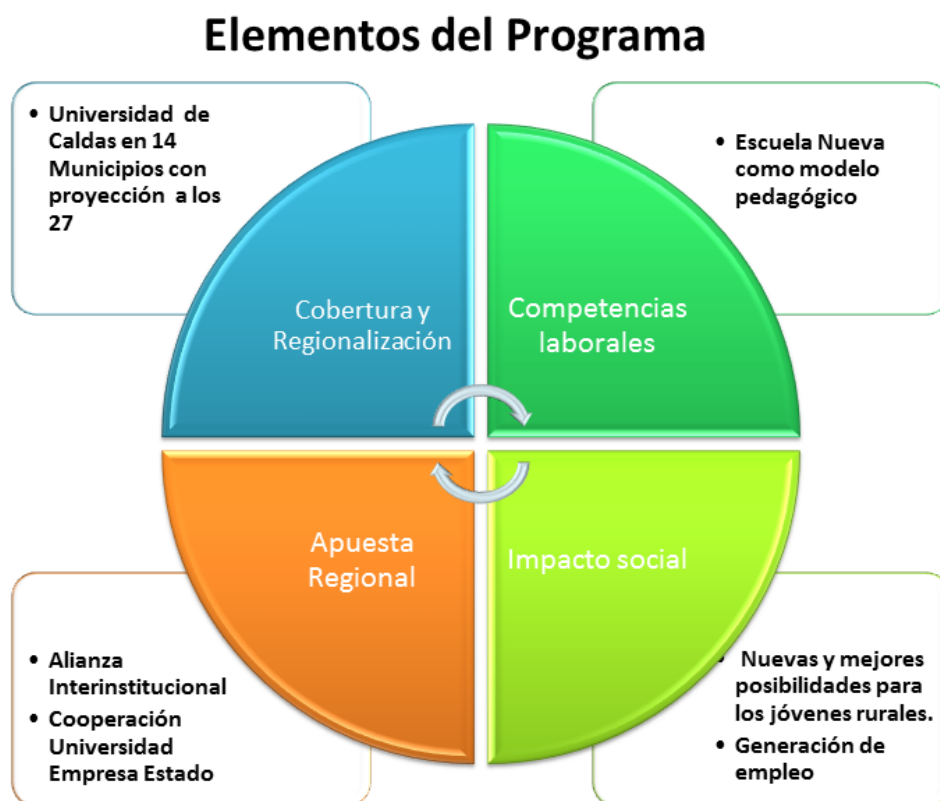 Elementos del Programa
• Universidad de
Caldas en 14
Municipios con
proyección a los
27
• Escuela Nueva
como modelo
pedagógico
Cobertura y
Regionalización
Competencias
laborales
Apuesta
Regional
Impacto social
• Alianza
Interinstitucional
• Cooperación
Universidad
Empresa Estado
• Nuevas y mejores
posibilidades para
los jóvenes rurales.
• Generación de
empleo